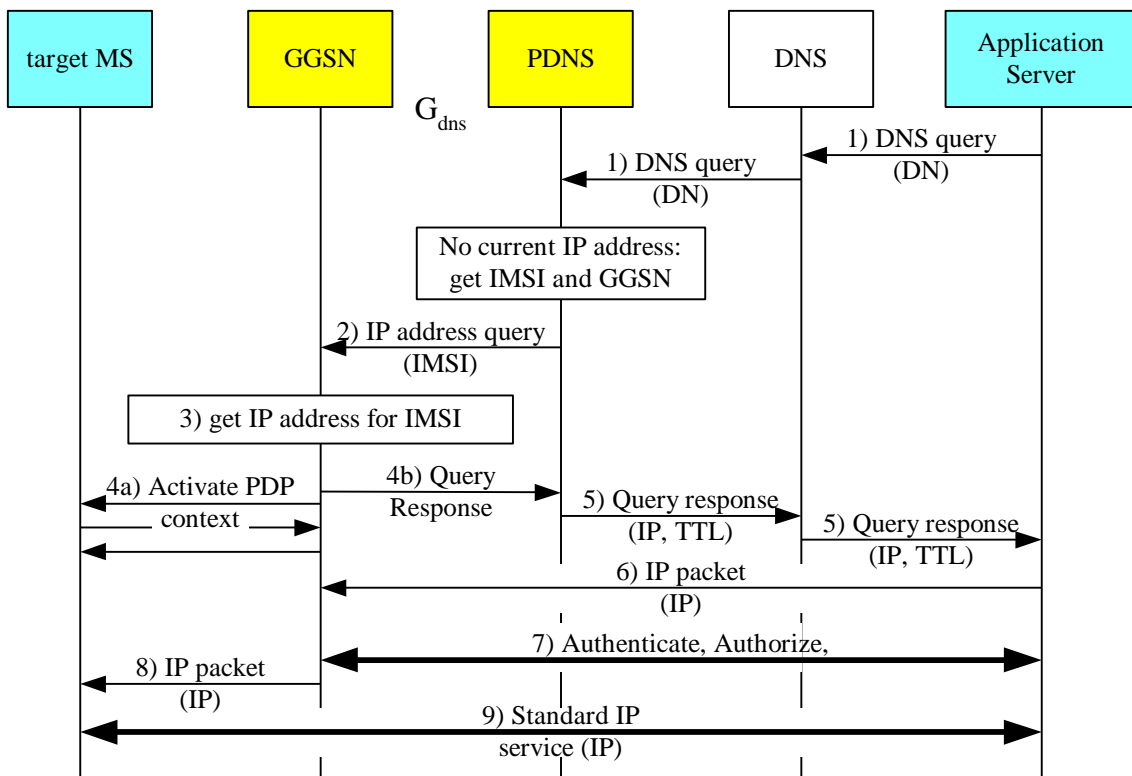 target MS
GGSN
PDNS
DNS
Application
Server
Gdns
1) DNS query
(DN)
1) DNS query
(DN)
No current IP address:
get IMSI and GGSN
2) IP address query
(IMSI)
3) get IP address for IMSI
4a) Activate PDP
context
4b) Query
Response
5) Query response
(IP, TTL)
5) Query response
(IP, TTL)
6) IP packet
(IP)
7) Authenticate, Authorize,
8) IP packet
(IP)
9) Standard IP
service (IP)